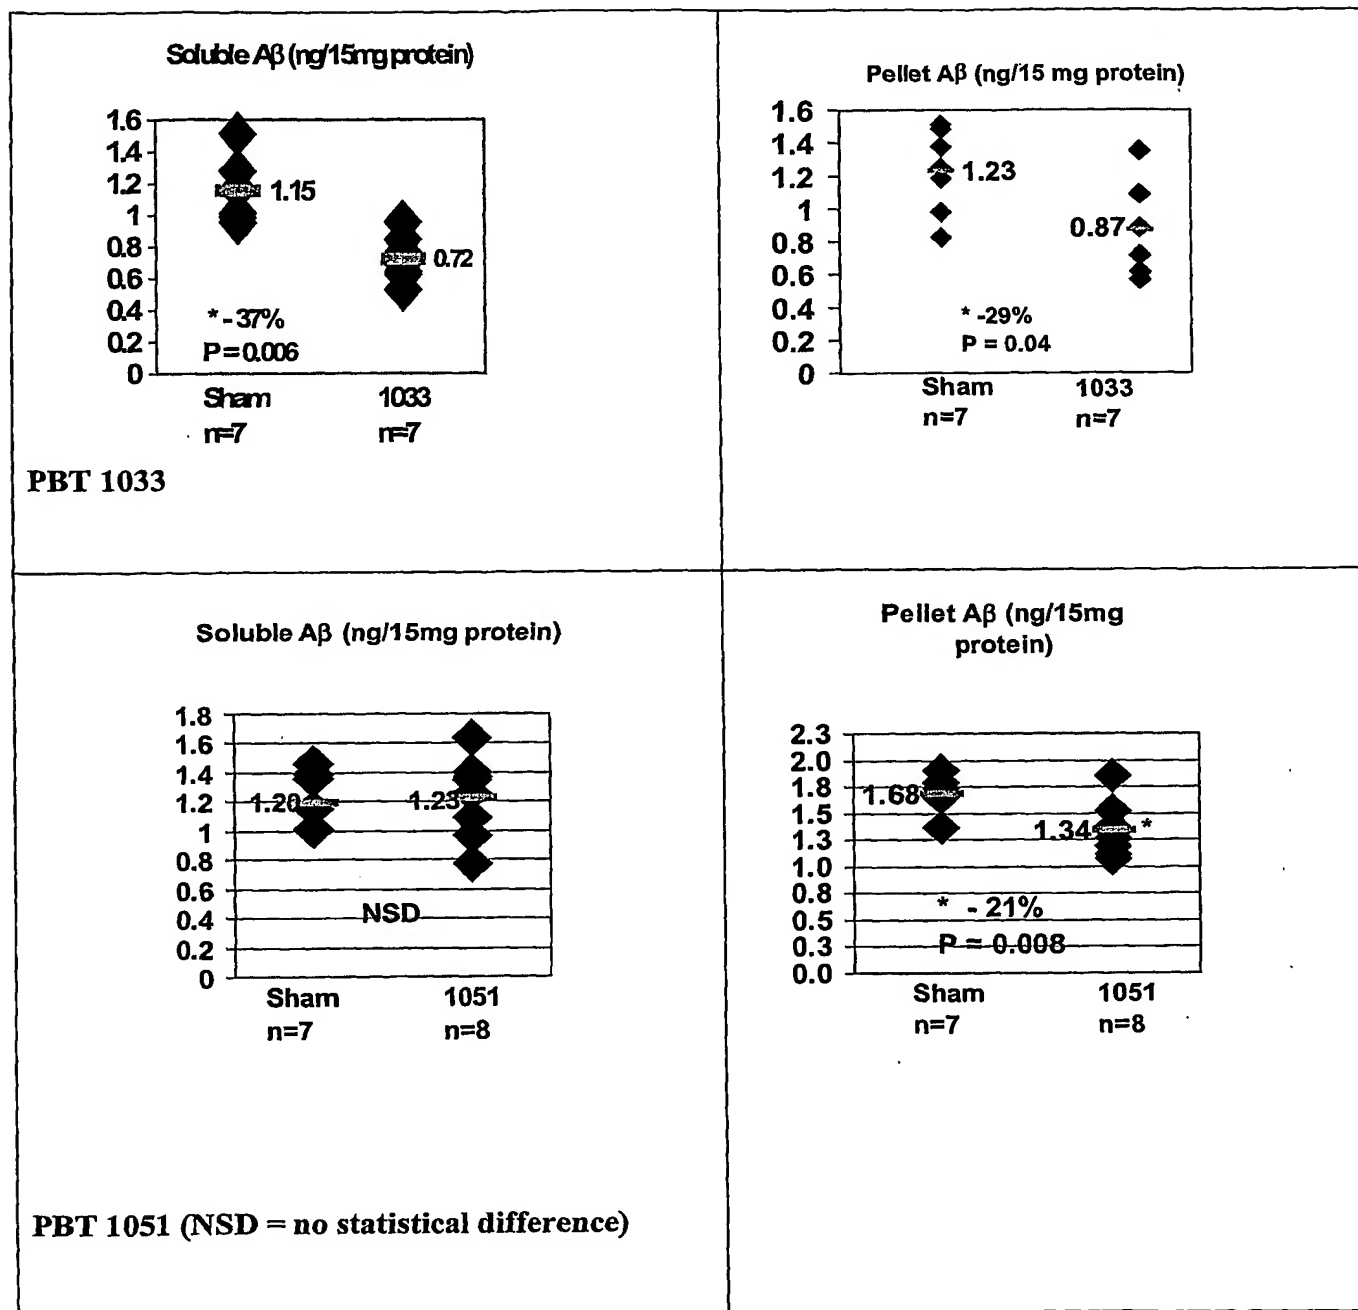 Soluble Aβ (ng/15mg protein)
1.6
1.4
1.2
1
0.8
0.6
0.4
0.2
0
1.15
0.72
* - 37%
P = 0.006
Sham 1033
n=7 n=7
PBT 1033
Pellet Aβ (ng/15 mg protein)
1.6
1.4
1.2
1
0.8
0.6
0.4
0.2
0
1.23
0.87
* -29%
P = 0.04
Sham 1033
n=7 n=7
Soluble Aβ (ng/15mg protein)
1.8
1.6
1.4
1.2
1
0.8
0.6
0.4
0.2
0
1.20
1.23
NSD
Sham 1051
n=7 n=8
PBT 1051 (NSD = no statistical difference)
Pellet Aβ (ng/15mg
protein)
2.3
2.0
1.8
1.5
1.3
1.0
0.8
0.5
0.3
0.0
1.68
1.34 *
* - 21%
P = 0.008
Sham 1051
n=7 n=8